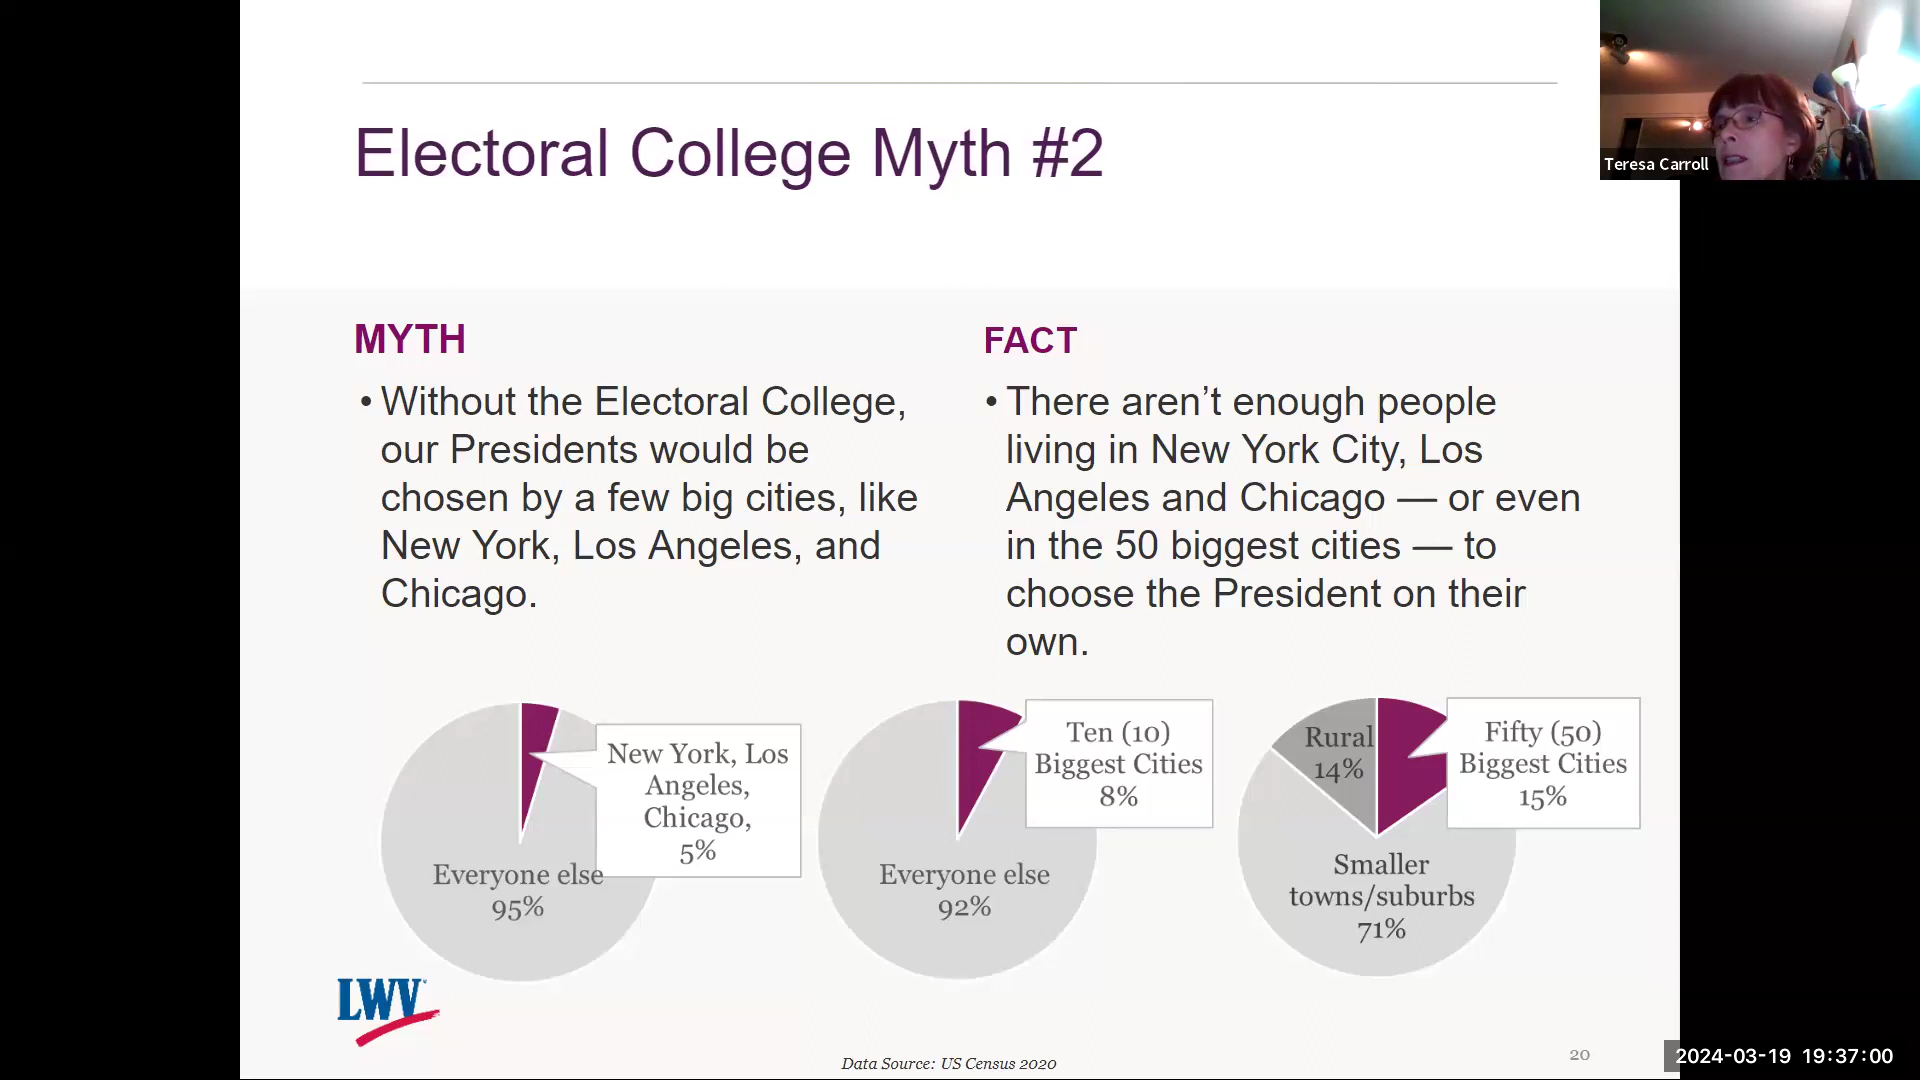 Electoral College Myth #2
Teresa Carroll
MYTH
• Without the Electoral College,
our Presidents would be
chosen by a few big cities, like
New York, Los Angeles, and
Chicago.
FACT
• There aren’t enough people
living in New York City, Los
Angeles and Chicago — or even
in the 50 biggest cities — to
choose the President on their
own.
New York, Los
Angeles,
Chicago,
5%
Everyone else
95%
Ten (10)
Biggest Cities
8%
Everyone else
92%
Rural
14%
Fifty (50)
Biggest Cities
15%
Smaller
towns/suburbs
71%
LWV
Data Source: US Census 2020
20
2024-03-19 19:37:00